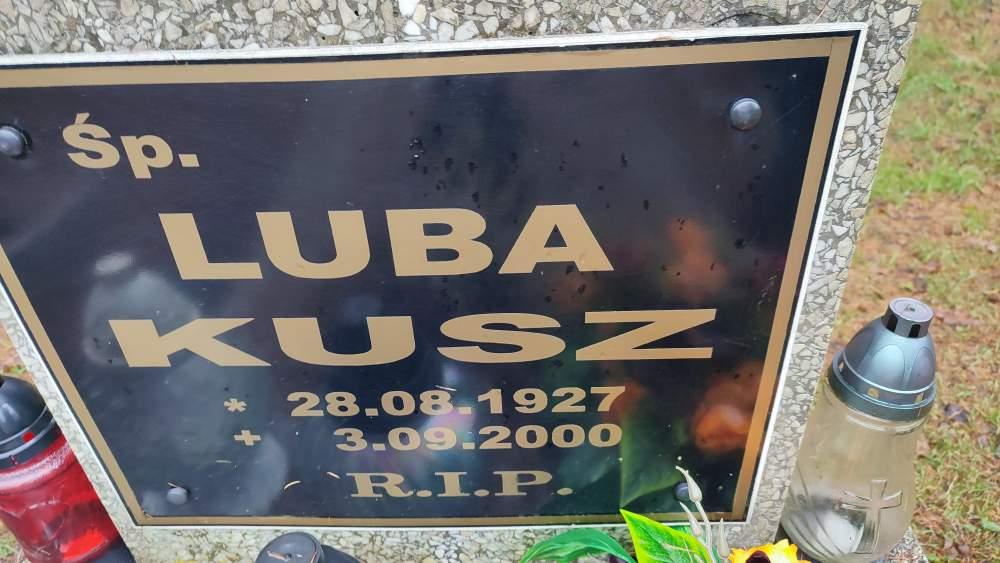 Śp.
LUBA
KUSZ
* 28.08.1927
+ 3.09.2000
R.I.P.